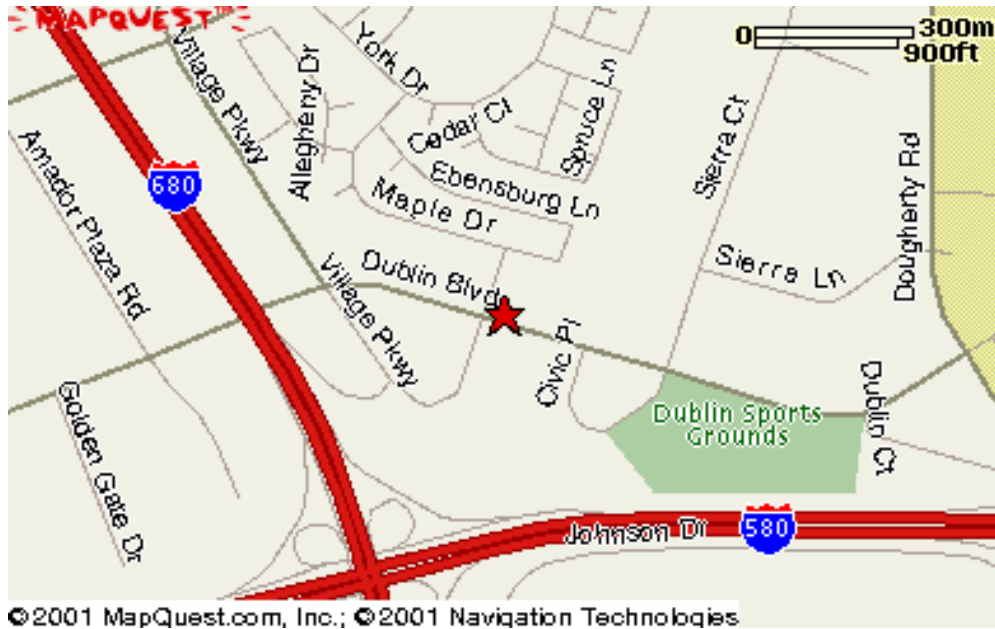 MAPQUEST™
0 300m
900ft
Village Pkwy
York Dr
Allegheny Dr
Cedar Ct
Spruce Ln
Sierra Ct
Amador Plaza Rd
680
Ebensburg Ln
Maple Dr
Dougherty Rd
Dublin Blvd
Village Pkwy
Sierra Ln
Civic Pl
Golden Gate Dr
Dublin Sports
Grounds
Dublin Ct
Johnson Dr
580
©2001 MapQuest.com, Inc.; ©2001 Navigation Technologies